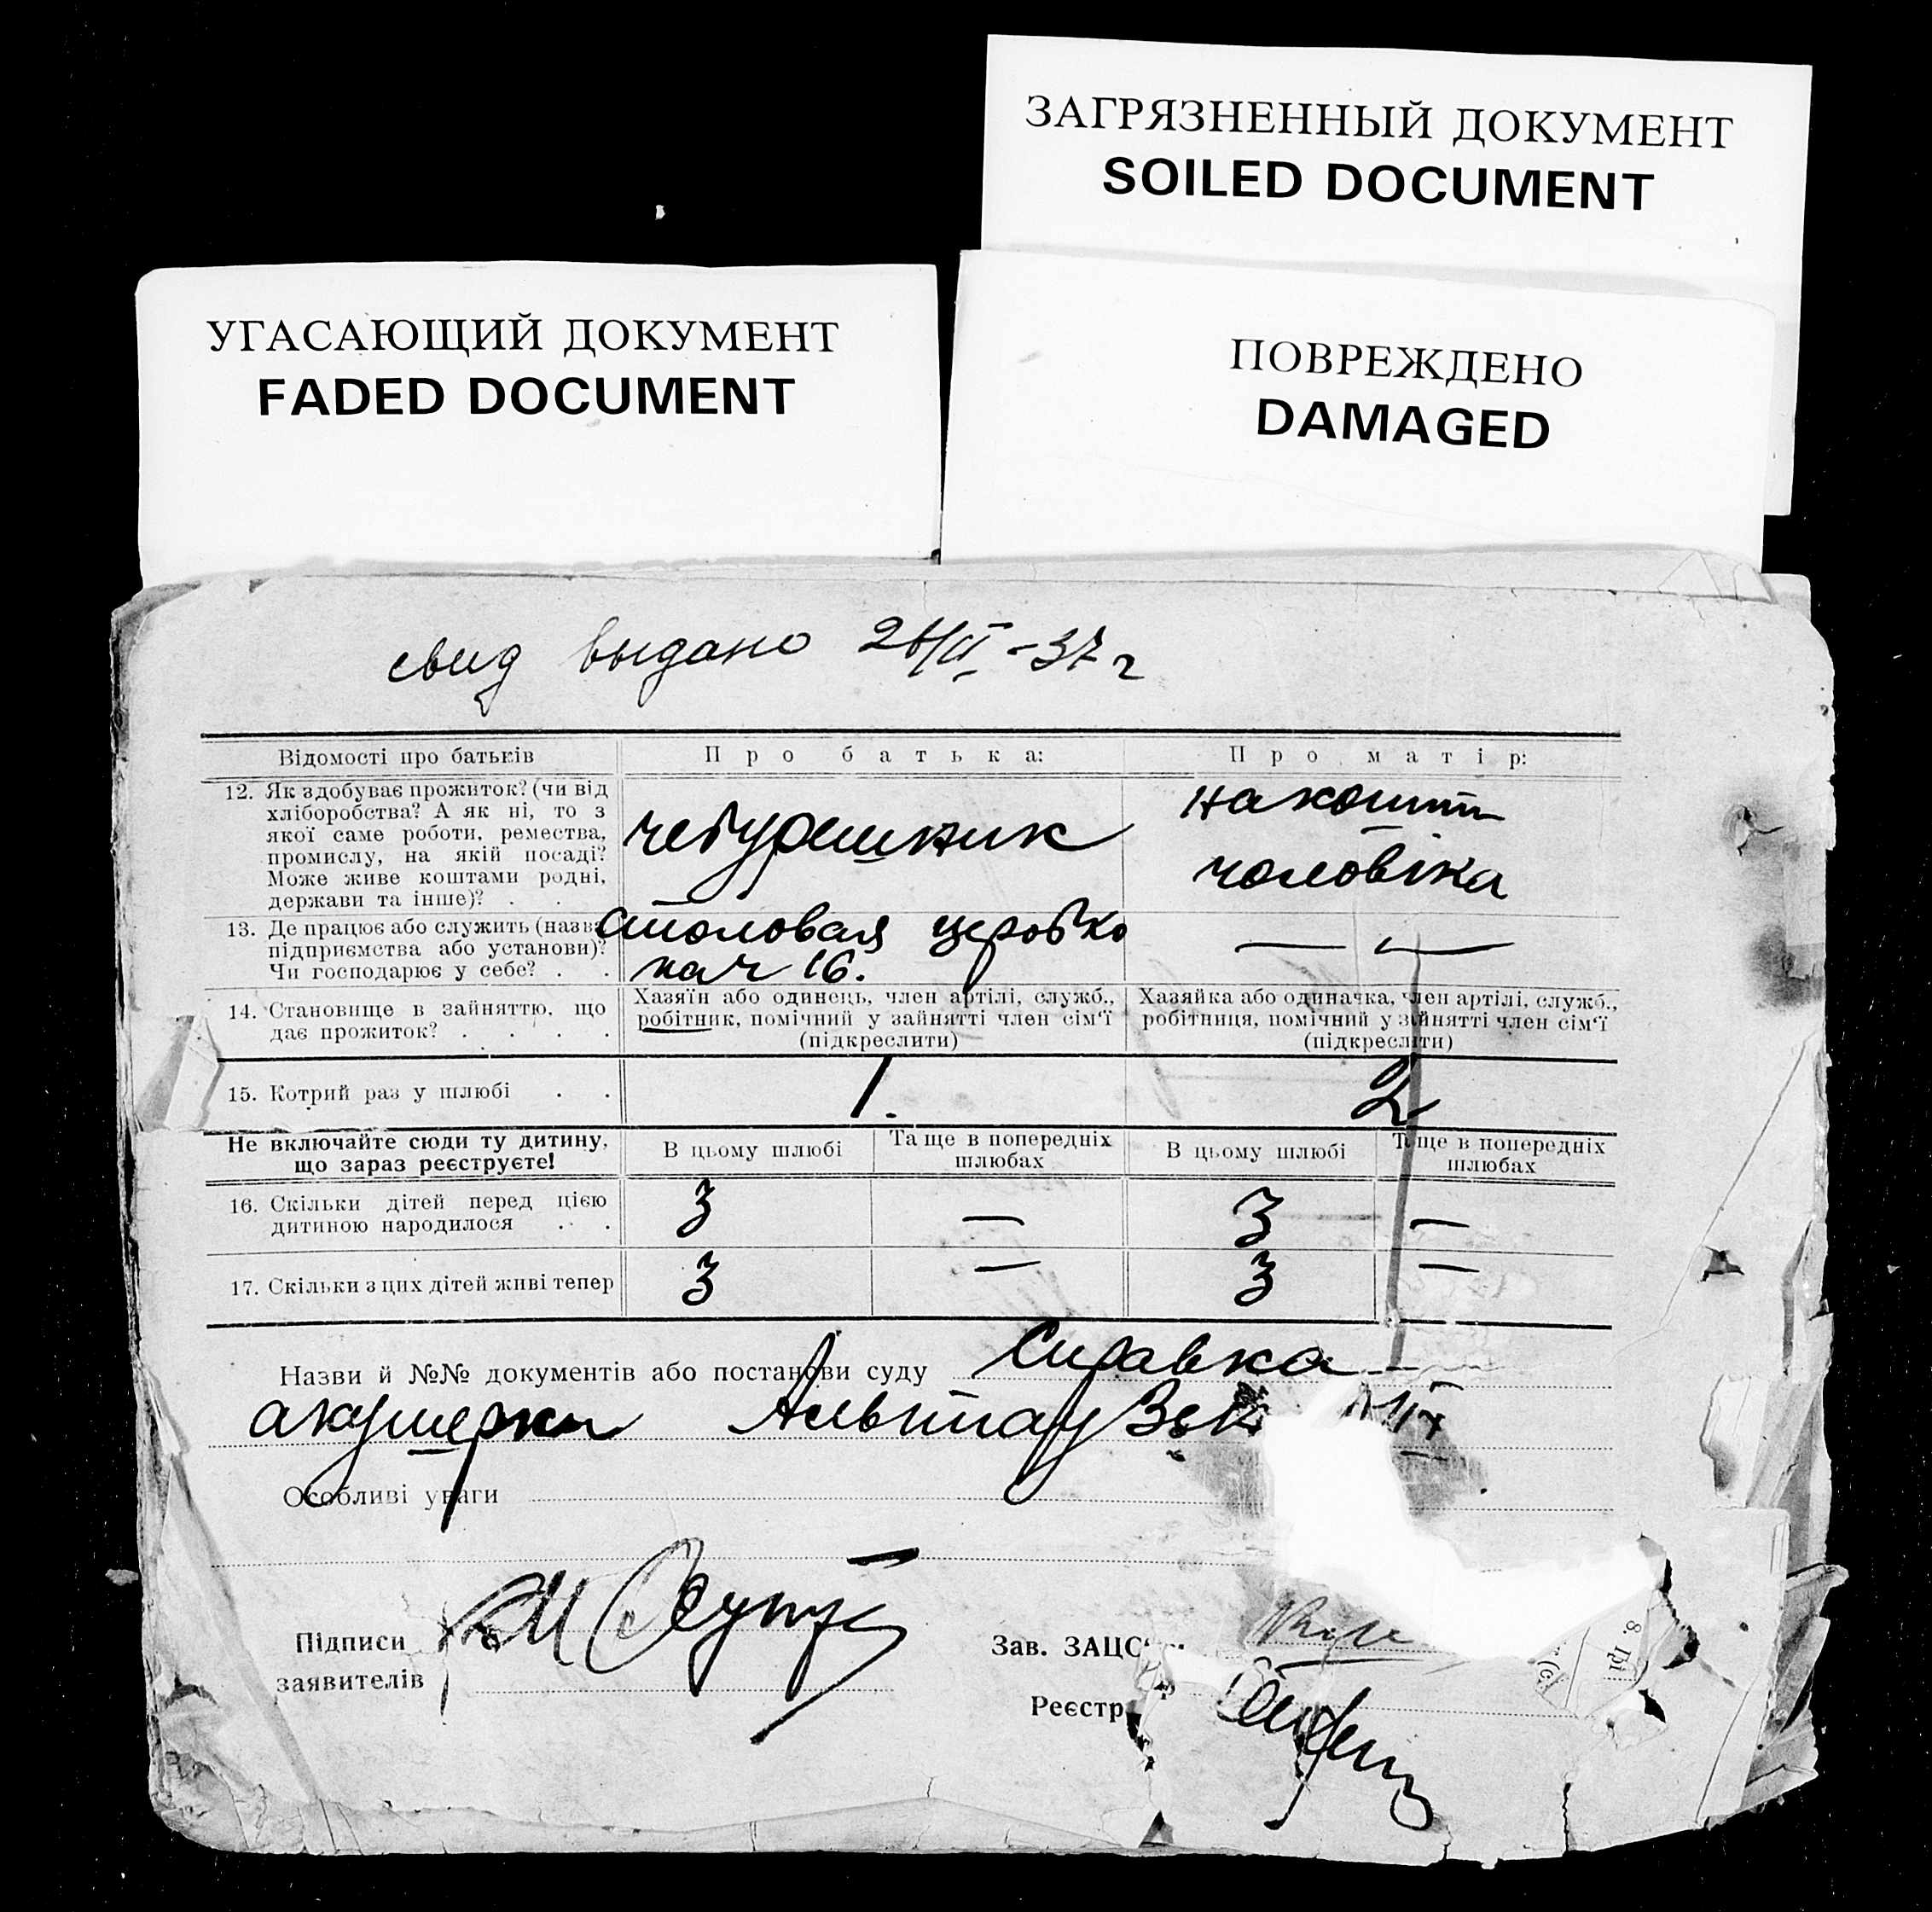 ЗАГРЯЗНЕННЫЙ ДОКУМЕНТ
SOILED DOCUMENT
УГАСАЮЩИЙ ДОКУМЕНТ
FADED DOCUMENT
ПОВРЕЖДЕНО
DAMAGED
свид выдано 26/II-37 г
Відомості про батьків
Про батька:
Про матір:
12. Як здобуває прожиток? (чи від
хліборобства? А як ні, то з
якої саме роботи, ремества,
промислу, на якій посаді?
Може живе коштами родні,
держави та інше)? .
чебурешник
на кошти
чоловіка
13. Де працює або служить (назва
підприємства або установи)?
Чи господарює у себе? . .
столовая церобко
16.
— — —
14. Становище в зайняттю, що
дає прожиток? . . . .
Хазяїн або одинець, член артілі, служб.,
робітник, помічний у зайнятті член сім'ї
(підкреслити)
Хазяйка або одиначка, член артілі, служб.,
робітниця, помічний у зайнятті член сім'ї
(підкреслити)
15. Котрий раз у шлюбі . .
1.
2
Не включайте сюди ту дитину,
що зараз реєструєте!
В цьому шлюбі
Та ще в попередніх
шлюбах
В цьому шлюбі
Та ще в попередніх
шлюбах
16. Скільки дітей перед цією
дитиною народилося . .
3 — 3 —
17. Скільки з цих дітей живі тепер
3 — 3 —
Назви й №№ документів або постанови суду Справка
акушерки
Особливі уваги
Підписи
заявителів
Зав. ЗАЦС
Реєстр